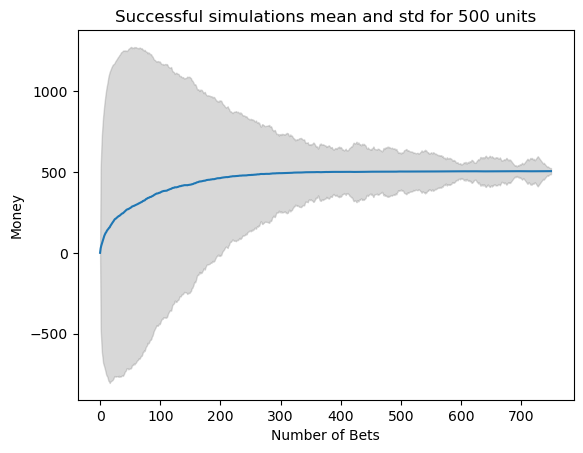 Successful simulations mean and std for 500 units
1000
500
0
−500
Money
0 100 200 300 400 500 600 700
Number of Bets